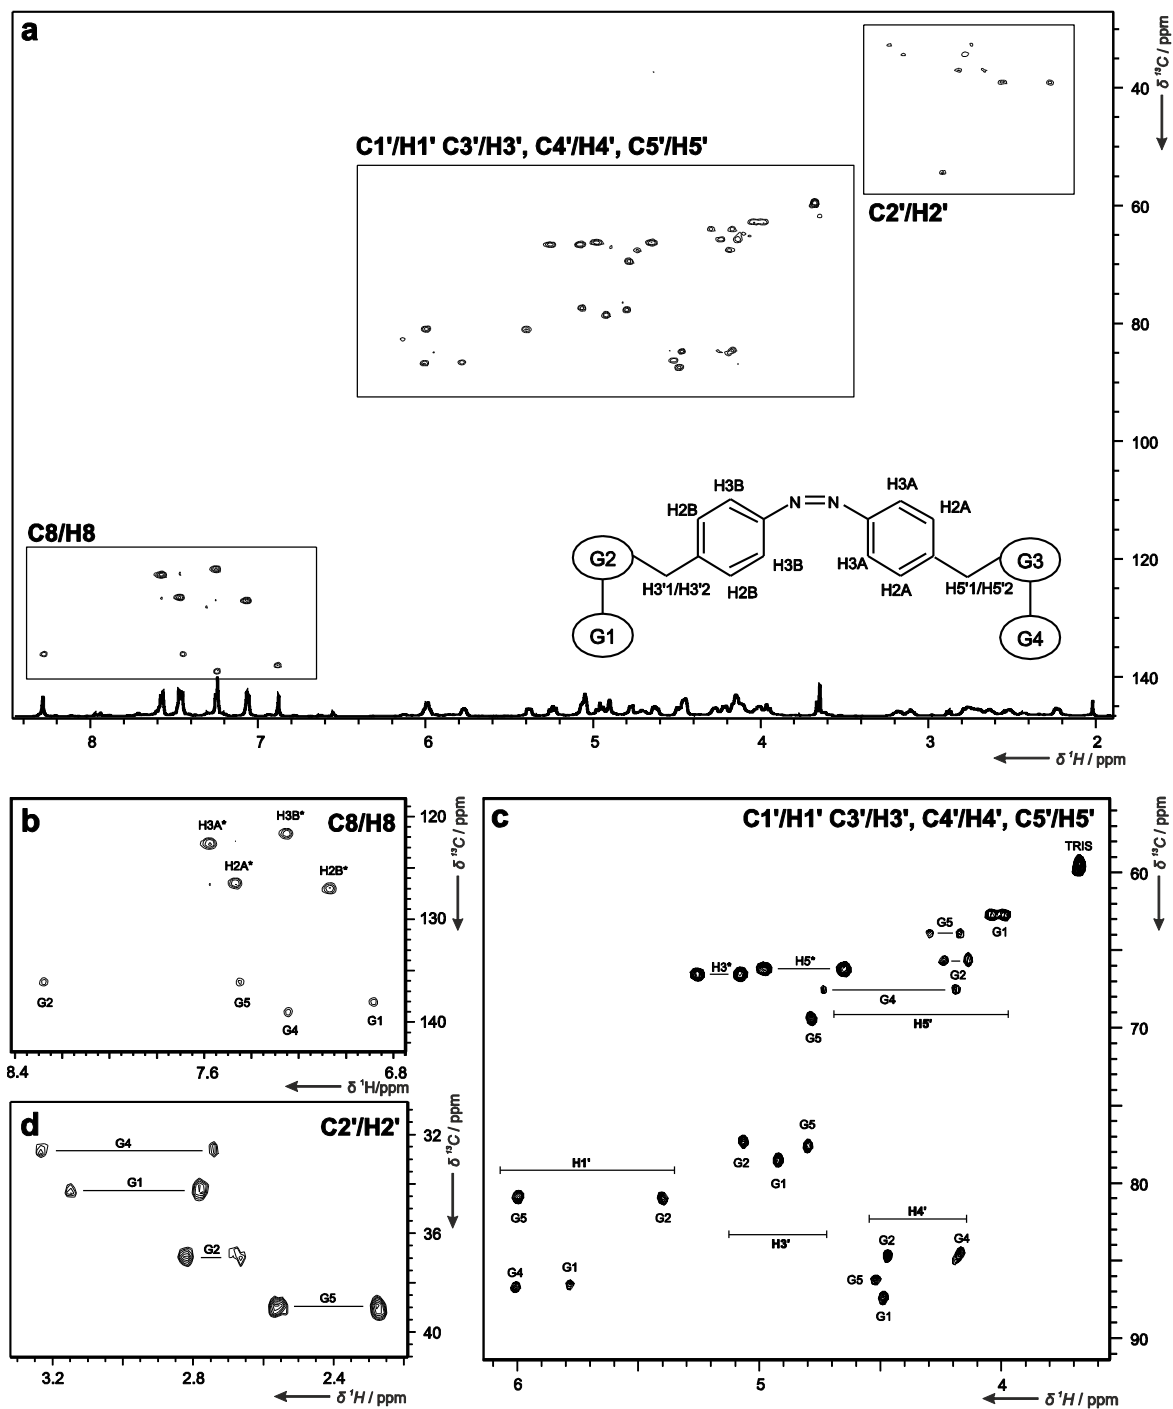 a
C1'/H1' C3'/H3', C4'/H4', C5'/H5'
C2'/H2'
δ ¹³C / ppm
40
60
80
100
120
140
C8/H8
H3B
H2B
N=N
H3A
H2A
G2
H3'1/H3'2
H2B
H3B
H3A
H2A
H5'1/H5'2
G3
G1
G4
8
7
6
5
4
3
2
δ ¹H / ppm
b
C8/H8
H3A*
H3B*
H2A*
H2B*
G2
G5
G4
G1
120
130
140
δ ¹³C / ppm
8.4
7.6
6.8
δ ¹H/ppm
c
C1'/H1' C3'/H3', C4'/H4', C5'/H5'
TRIS
G5
G1
H3*
H5*
G2
G4
H5'
G5
G5
G2
G1
H1'
G5
G2
H3'
H4'
G2
G4
G4
G1
G5
G1
60
70
80
90
δ ¹³C / ppm
6
5
4
δ ¹H / ppm
d
C2'/H2'
G4
G1
G2
G5
32
36
40
δ ¹³C / ppm
3.2
2.8
2.4
δ ¹H / ppm